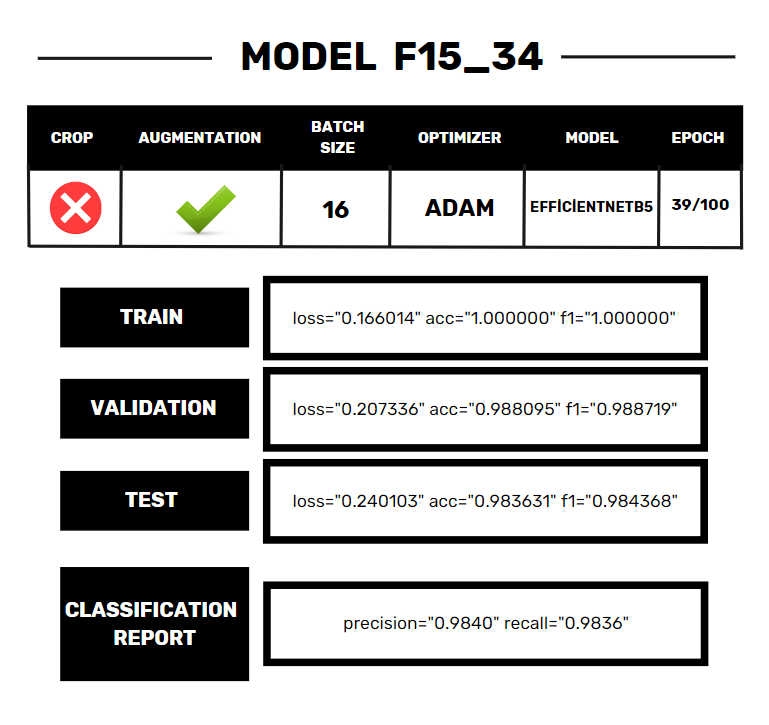 MODEL F15_34
CROP
AUGMENTATION
BATCH
SIZE
OPTIMIZER
MODEL
EPOCH
16
ADAM
EFFİCİENTNETB5
39/100
TRAIN
loss="0.166014" acc="1.000000" f1="1.000000"
VALIDATION
loss="0.207336" acc="0.988095" f1="0.988719"
TEST
loss="0.240103" acc="0.983631" f1="0.984368"
CLASSIFICATION
REPORT
precision="0.9840" recall="0.9836"